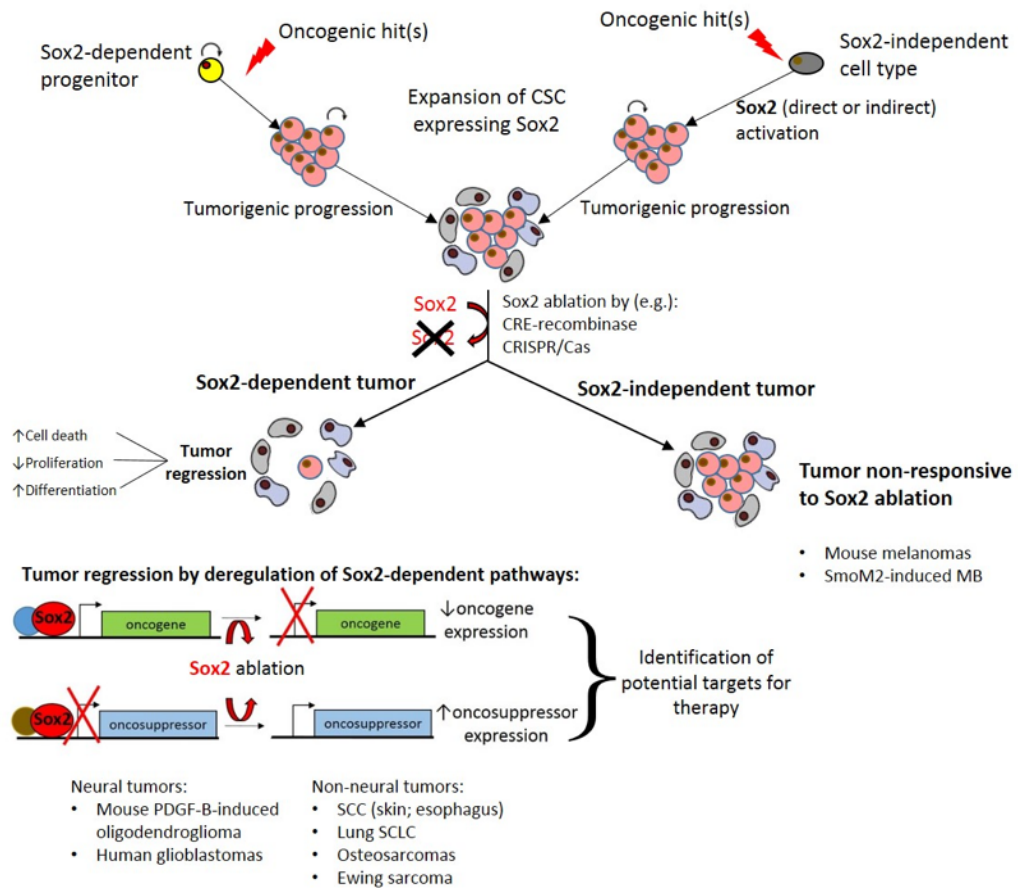 Oncogenic hit(s)
Sox2-dependent
progenitor
Oncogenic hit(s)
Sox2-independent
cell type
Expansion of CSC
expressing Sox2
Sox2 (direct or indirect)
activation
Tumorigenic progression
Tumorigenic progression
Sox2
Sox2
Sox2 ablation by (e.g.):
CRE-recombinase
CRISPR/Cas
Sox2-dependent tumor
Sox2-independent tumor
↑Cell death
↓Proliferation
↑Differentiation
Tumor
regression
Tumor non-responsive
to Sox2 ablation
• Mouse melanomas
• SmoM2-induced MB
Tumor regression by deregulation of Sox2-dependent pathways:
Sox2
oncogene
oncogene
↓oncogene
expression
Sox2 ablation
Sox2
oncosuppressor
oncosuppressor
↑oncosuppressor
expression
Identification of
potential targets for
therapy
Neural tumors:
• Mouse PDGF-B-induced
oligodendroglioma
• Human glioblastomas
Non-neural tumors:
• SCC (skin; esophagus)
• Lung SCLC
• Osteosarcomas
• Ewing sarcoma